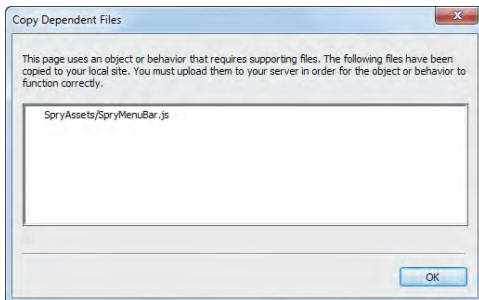 Copy Dependent Files
This page uses an object or behavior that requires supporting files. The following files have been
copied to your local site. You must upload them to your server in order for the object or behavior to
function correctly.
SpryAssets/SpryMenuBar.js
OK